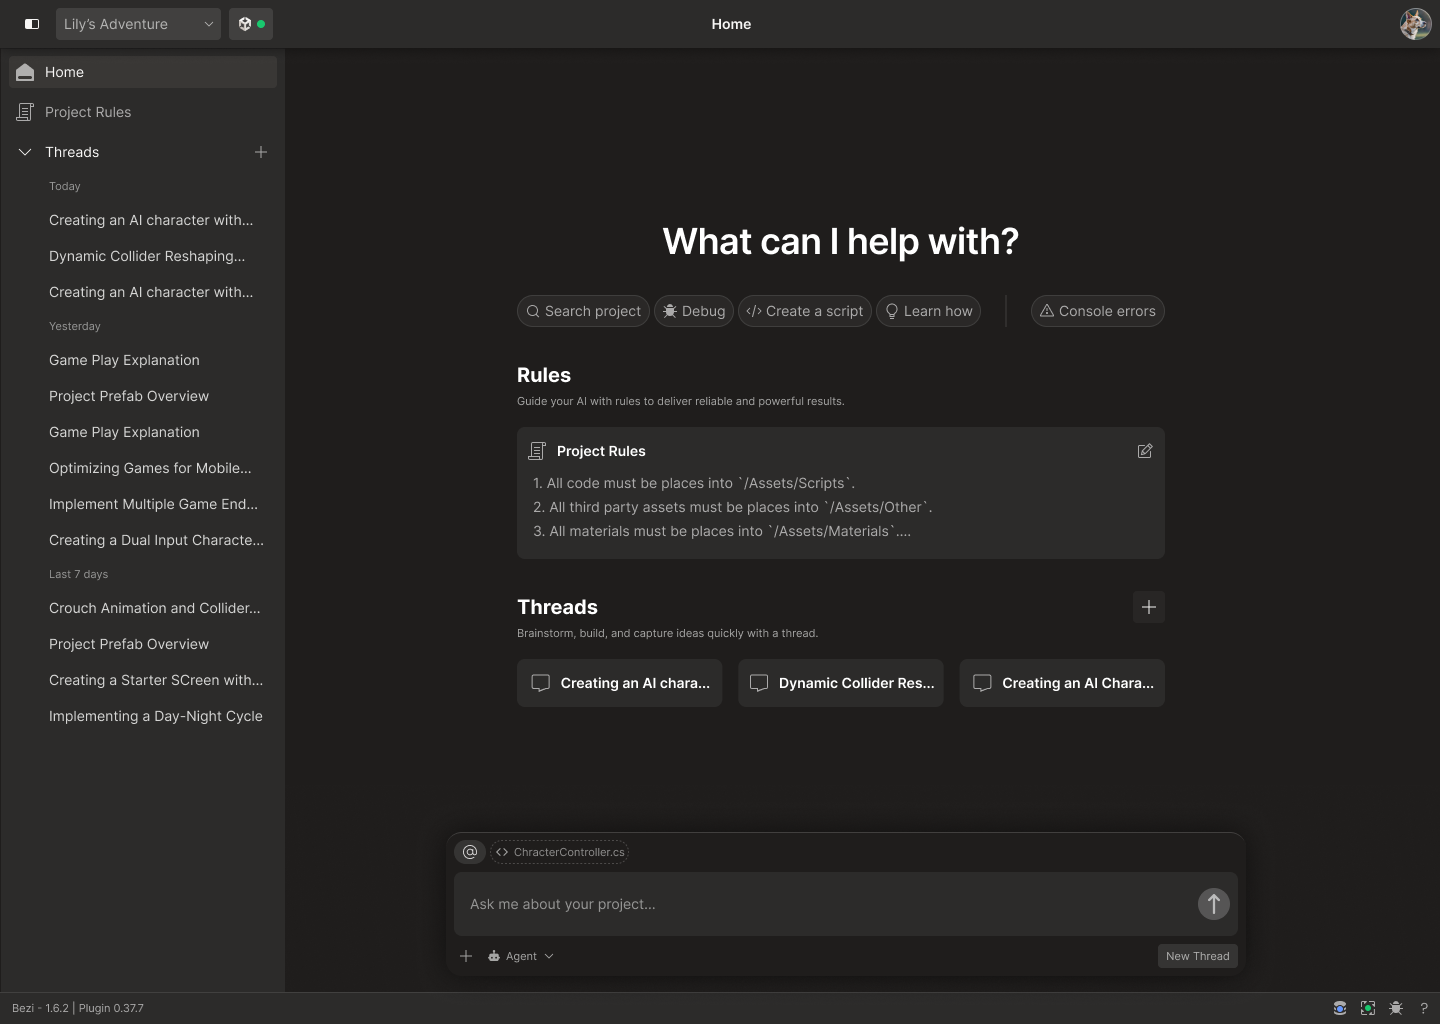 Lily's Adventure
Home
Home
Project Rules
Threads
Today
Creating an AI character with...
Dynamic Collider Reshaping...
Creating an AI character with...
Yesterday
Game Play Explanation
Project Prefab Overview
Game Play Explanation
Optimizing Games for Mobile...
Implement Multiple Game End...
Creating a Dual Input Characte...
Last 7 days
Crouch Animation and Collider...
Project Prefab Overview
Creating a Starter SCreen with...
Implementing a Day-Night Cycle
What can I help with?
Search project
Debug
Create a script
Learn how
Console errors
Rules
Guide your AI with rules to deliver reliable and powerful results.
Project Rules
1. All code must be places into `/Assets/Scripts`.
2. All third party assets must be places into `/Assets/Other`.
3. All materials must be places into `/Assets/Materials`....
Threads
Brainstorm, build, and capture ideas quickly with a thread.
Creating an AI chara...
Dynamic Collider Res...
Creating an AI Chara...
@
ChracterController.cs
Ask me about your project...
Agent
New Thread
Bezi - 1.6.2 | Plugin 0.37.7
?